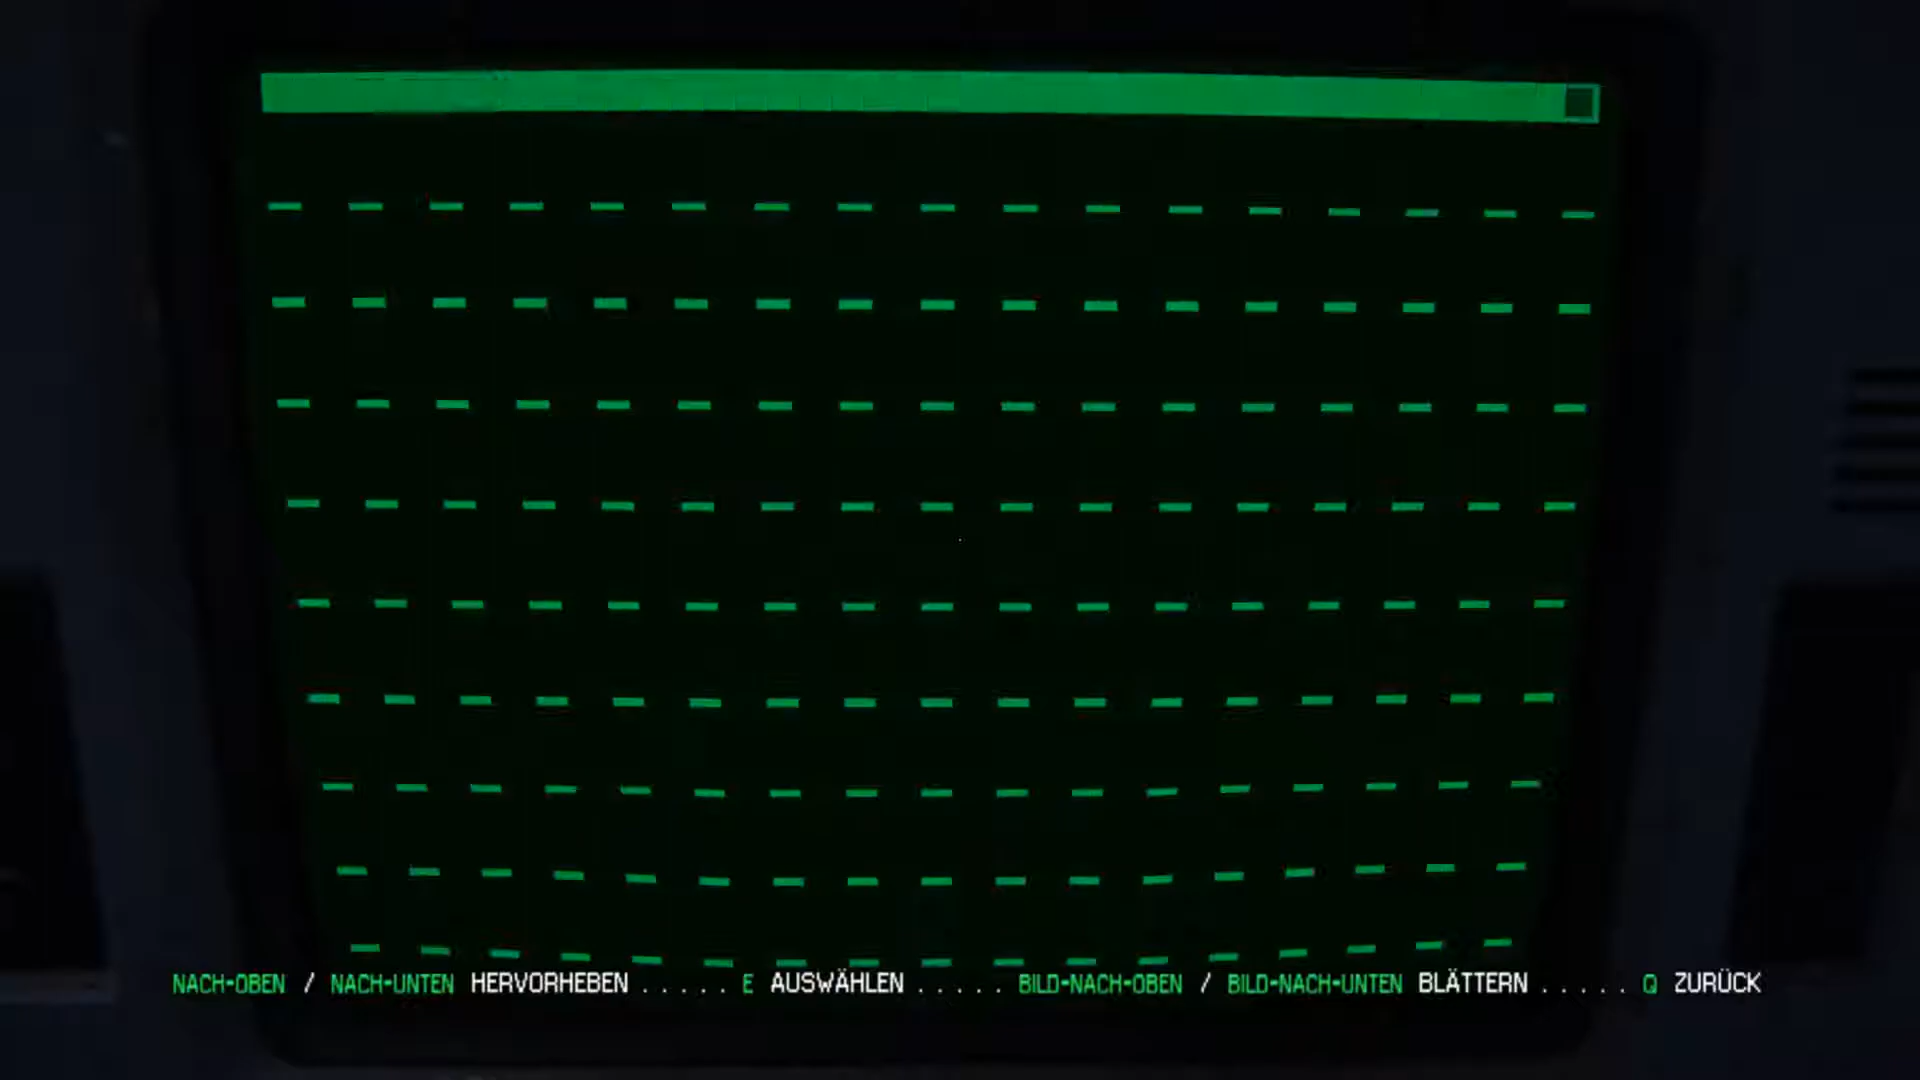 NACH-OBEN / NACH-UNTEN HERVORHEBEN ..... E AUSWÄHLEN ..... BILD-NACH-OBEN / BILD-NACH-UNTEN BLÄTTERN ..... Q ZURÜCK